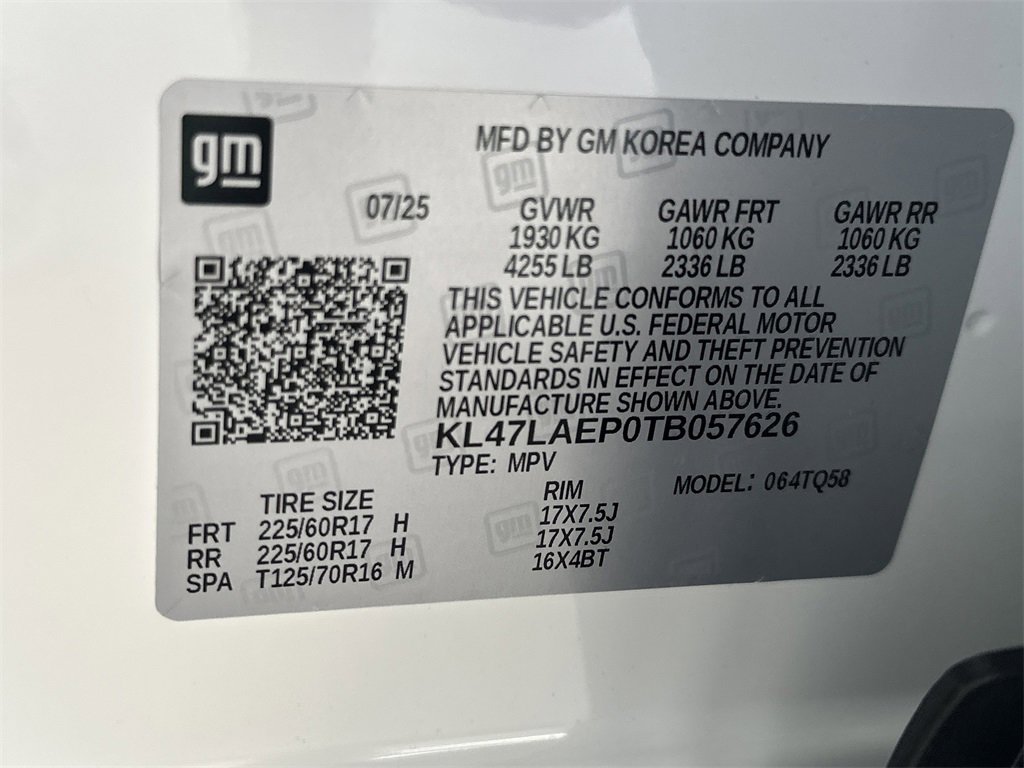 gm
MFD BY GM KOREA COMPANY
07/25 GVWR GAWR FRT GAWR RR
1930 KG 1060 KG 1060 KG
4255 LB 2336 LB 2336 LB
THIS VEHICLE CONFORMS TO ALL
APPLICABLE U.S. FEDERAL MOTOR
VEHICLE SAFETY AND THEFT PREVENTION
STANDARDS IN EFFECT ON THE DATE OF
MANUFACTURE SHOWN ABOVE.
KL47LAEP0TB057626
TYPE: MPV MODEL: 064TQ58
TIRE SIZE RIM
FRT 225/60R17 H 17X7.5J
RR 225/60R17 H 17X7.5J
SPA T125/70R16 M 16X4BT